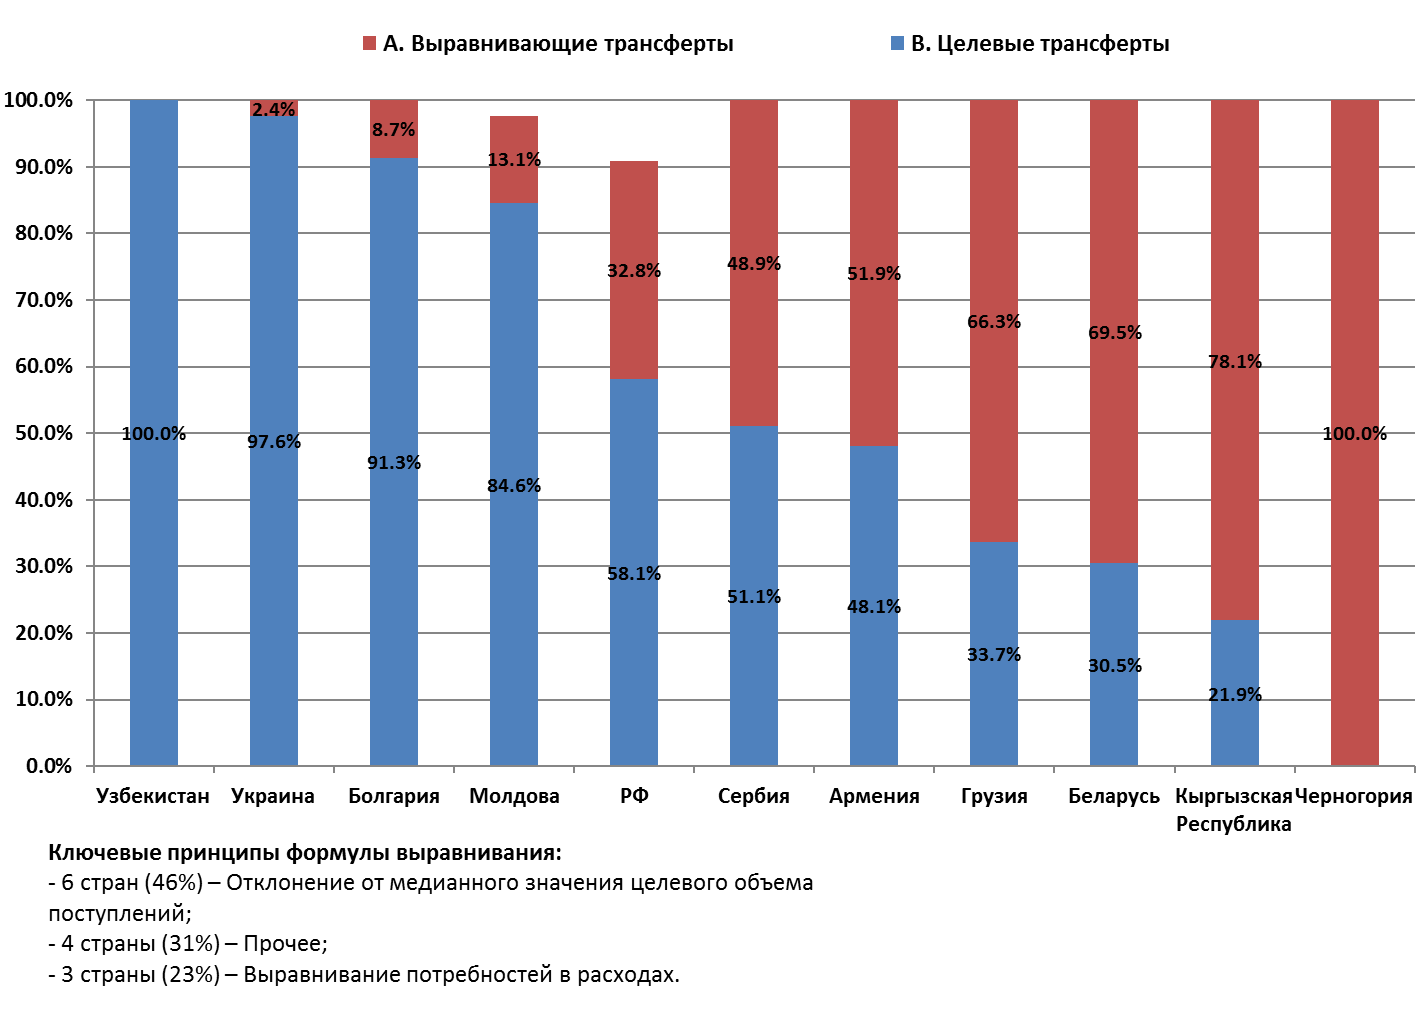 A. Выравнивающие трансферты
B. Целевые трансферты
100.0%
90.0%
80.0%
70.0%
60.0%
50.0%
40.0%
30.0%
20.0%
10.0%
0.0%
2.4%
8.7%
13.1%
32.8%
48.9%
51.9%
66.3%
69.5%
78.1%
100.0%
100.0%
97.6%
91.3%
84.6%
58.1%
51.1%
48.1%
33.7%
30.5%
21.9%
Узбекистан
Украина
Болгария
Молдова
РФ
Сербия
Армения
Грузия
Беларусь
Кыргызская
Республика
Черногория
Ключевые принципы формулы выравнивания:
- 6 стран (46%) – Отклонение от медианного значения целевого объема
поступлений;
- 4 страны (31%) – Прочее;
- 3 страны (23%) – Выравнивание потребностей в расходах.